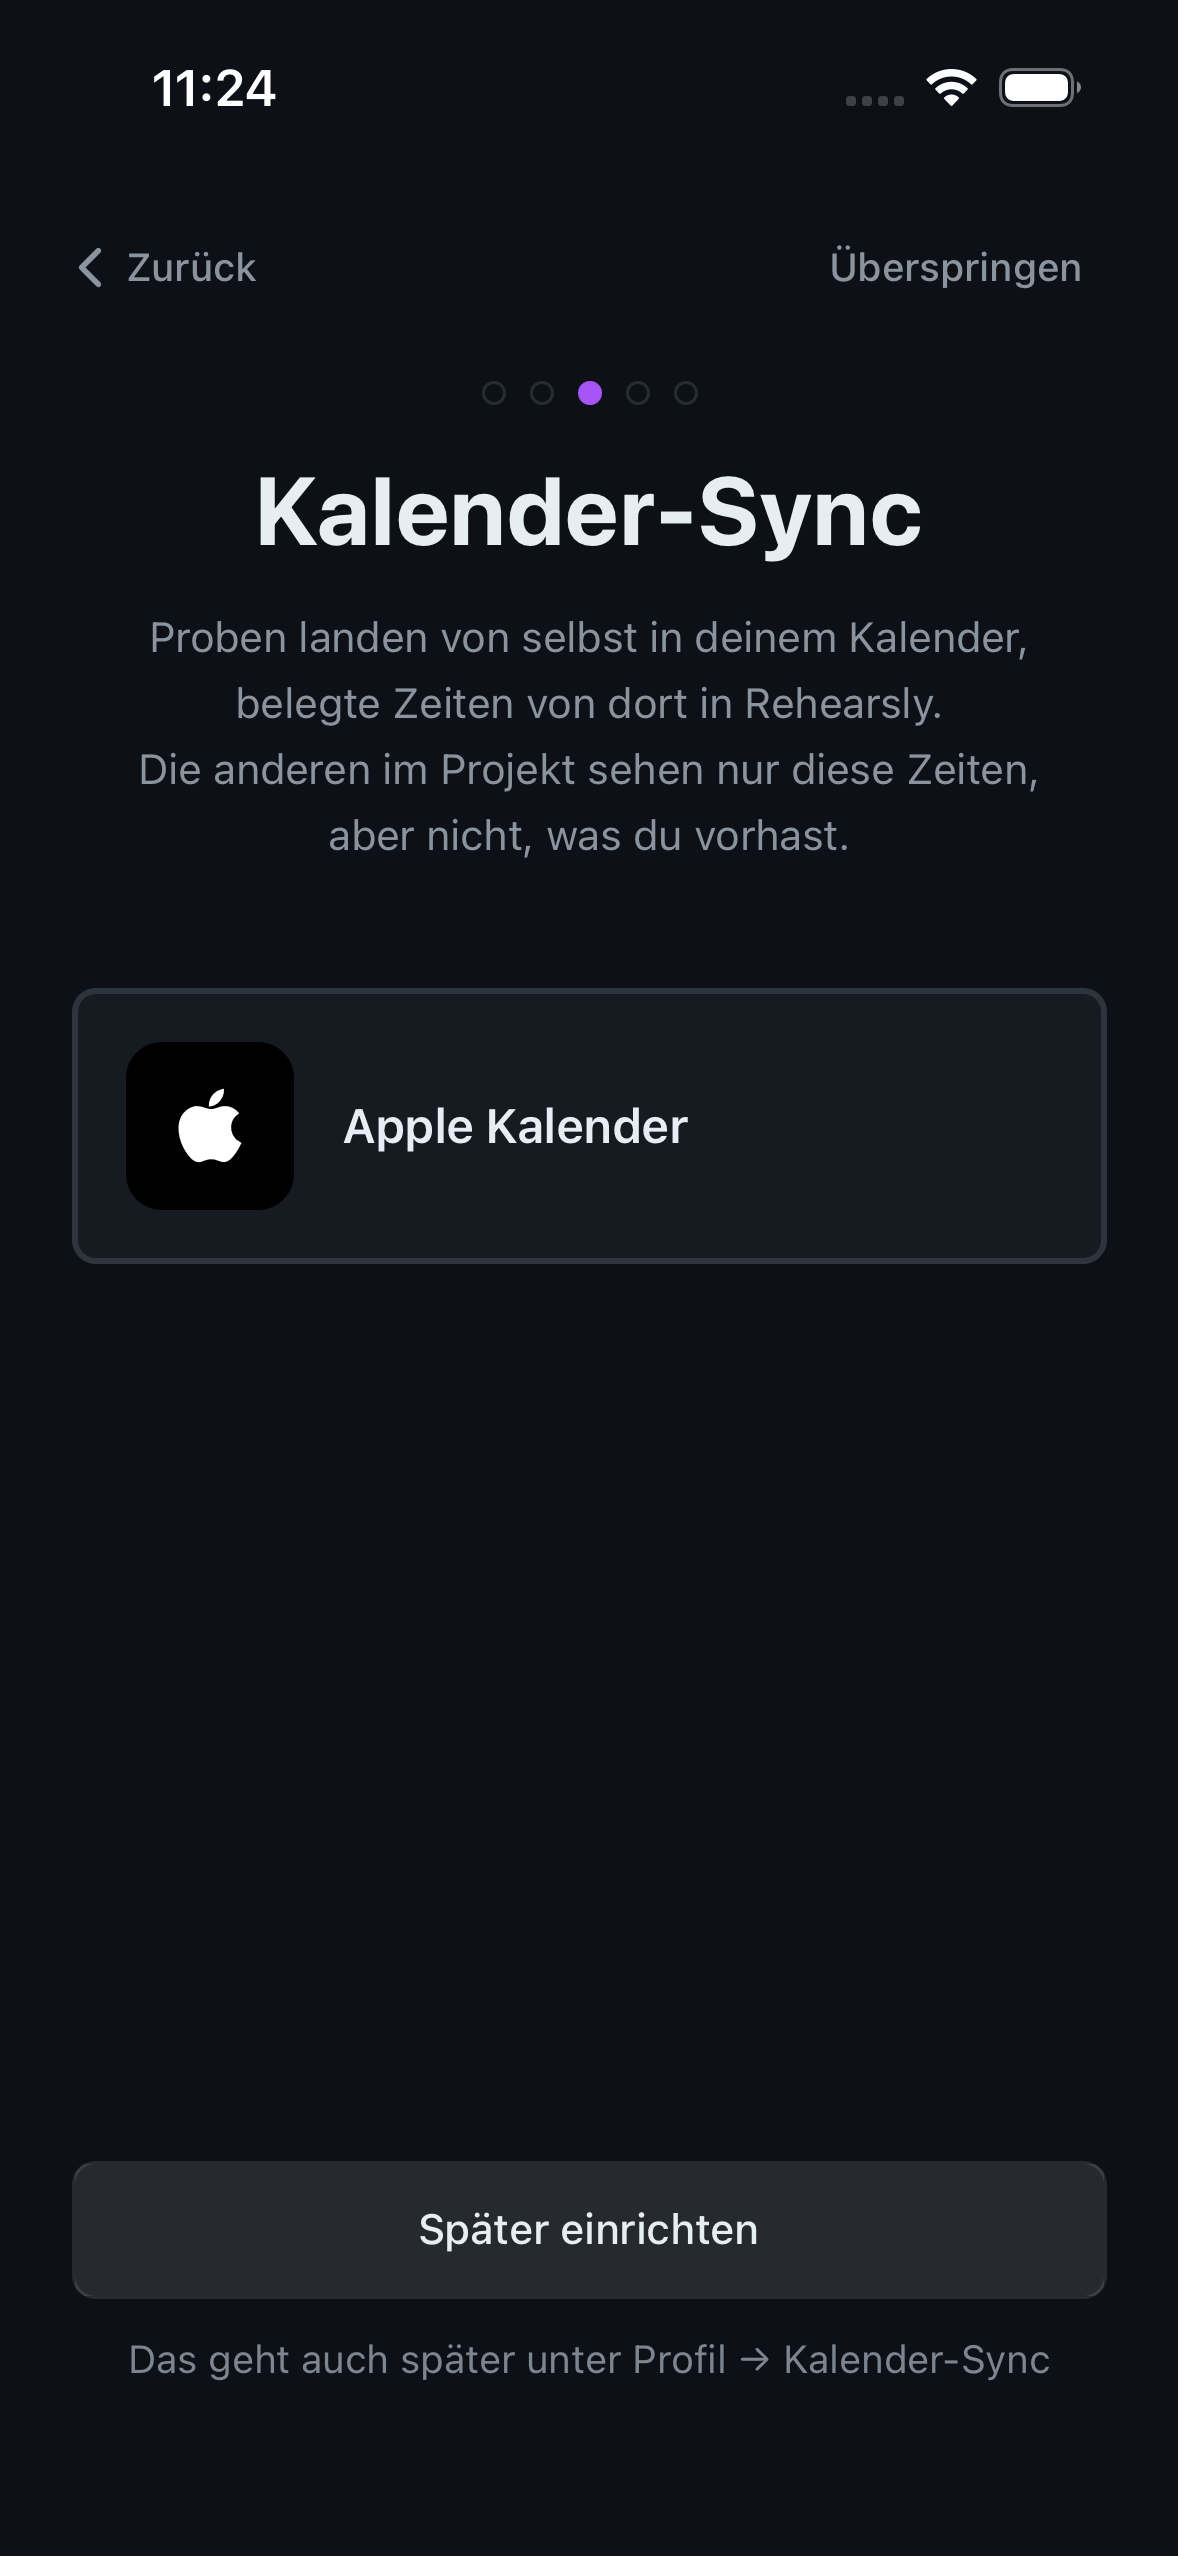 11:24
Zurück
Überspringen
Kalender-Sync
Proben landen von selbst in deinem Kalender,
belegte Zeiten von dort in Rehearsly.
Die anderen im Projekt sehen nur diese Zeiten,
aber nicht, was du vorhast.
Apple Kalender
Später einrichten
Das geht auch später unter Profil → Kalender-Sync